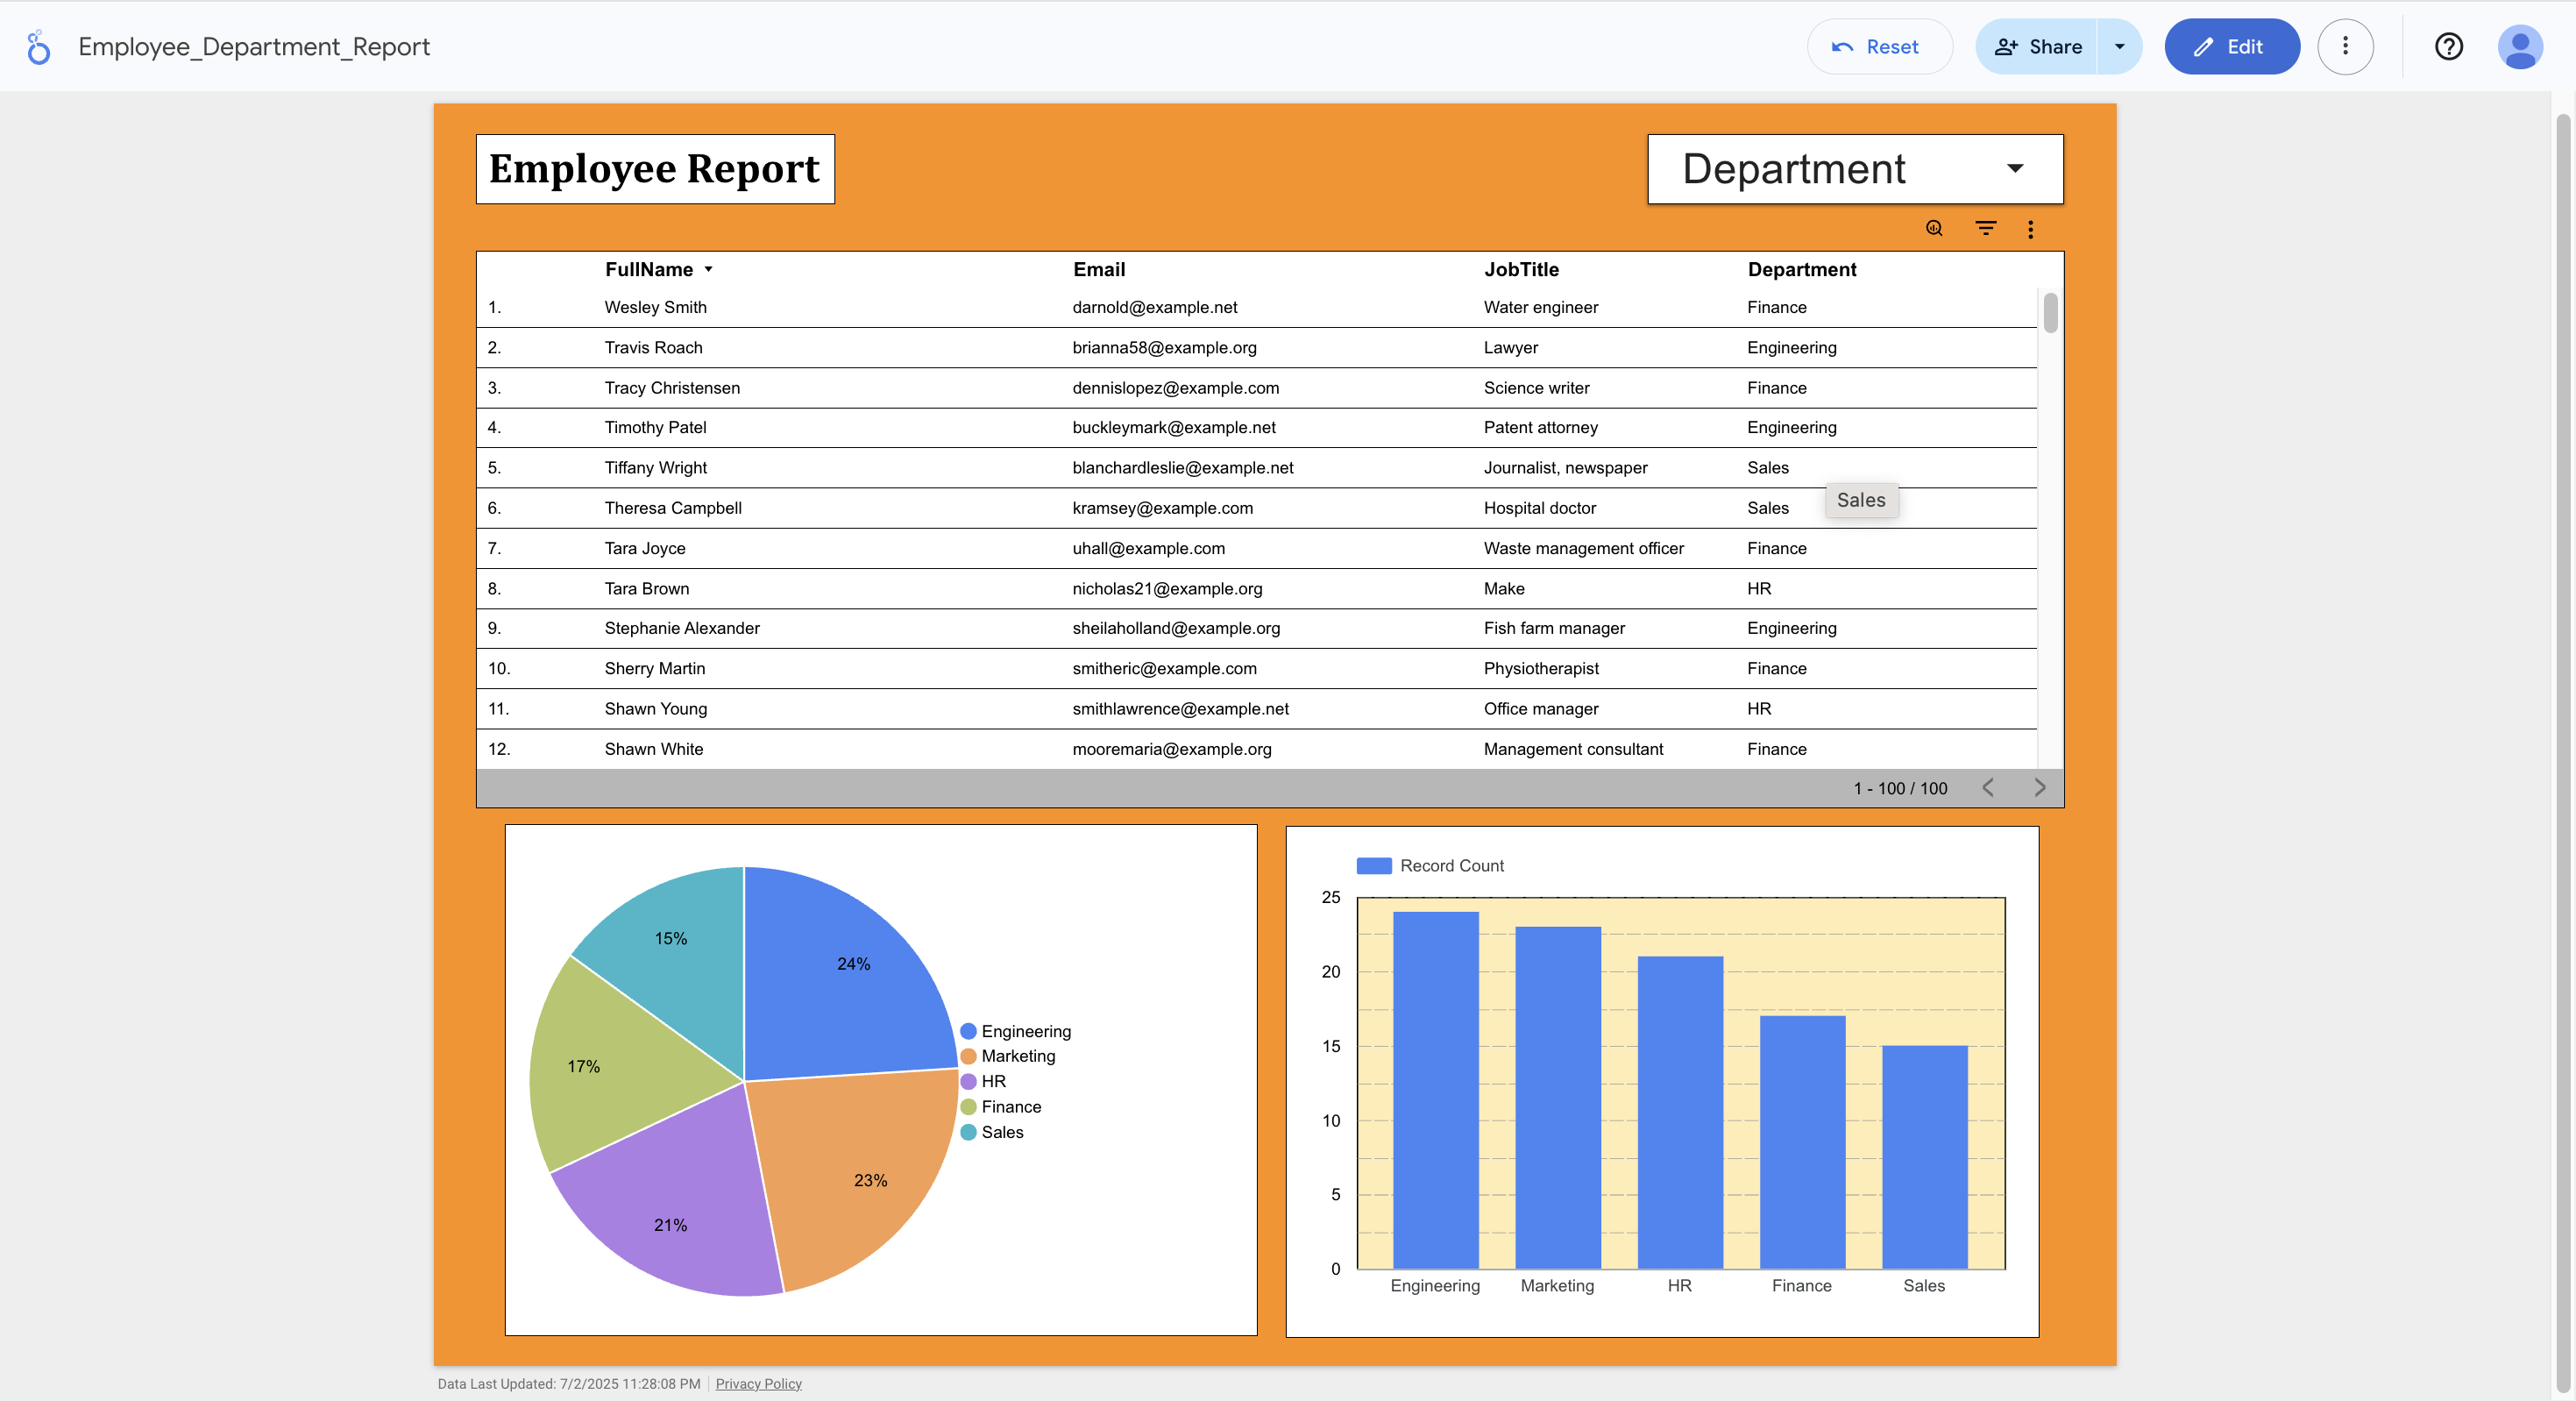 Employee_Department_Report Reset Share Edit
Employee Report Department
FullName Email JobTitle Department
1. Wesley Smith darnold@example.net Water engineer Finance
2. Travis Roach brianna58@example.org Lawyer Engineering
3. Tracy Christensen dennislopez@example.com Science writer Finance
4. Timothy Patel buckleymark@example.net Patent attorney Engineering
5. Tiffany Wright blanchardleslie@example.net Journalist, newspaper Sales
Sales
6. Theresa Campbell kramsey@example.com Hospital doctor Sales
7. Tara Joyce uhall@example.com Waste management officer Finance
8. Tara Brown nicholas21@example.org Make HR
9. Stephanie Alexander sheilaholland@example.org Fish farm manager Engineering
10. Sherry Martin smitheric@example.com Physiotherapist Finance
11. Shawn Young smithlawrence@example.net Office manager HR
12. Shawn White mooremaria@example.org Management consultant Finance
1 - 100 / 100
15%
24%
17%
23%
21%
Engineering
Marketing
HR
Finance
Sales
Record Count
25
20
15
10
5
0
Engineering Marketing HR Finance Sales
Data Last Updated: 7/2/2025 11:28:08 PM Privacy Policy